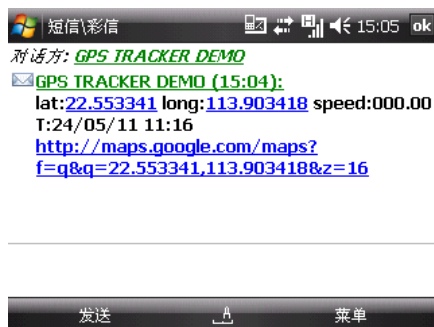 短信\彩信 15:05 ok
对话方: GPS TRACKER DEMO
GPS TRACKER DEMO (15:04):
lat:22.553341 long:113.903418 speed:000.00
T:24/05/11 11:16
http://maps.google.com/maps?
f=q&q=22.553341,113.903418&z=16
发送 菜单